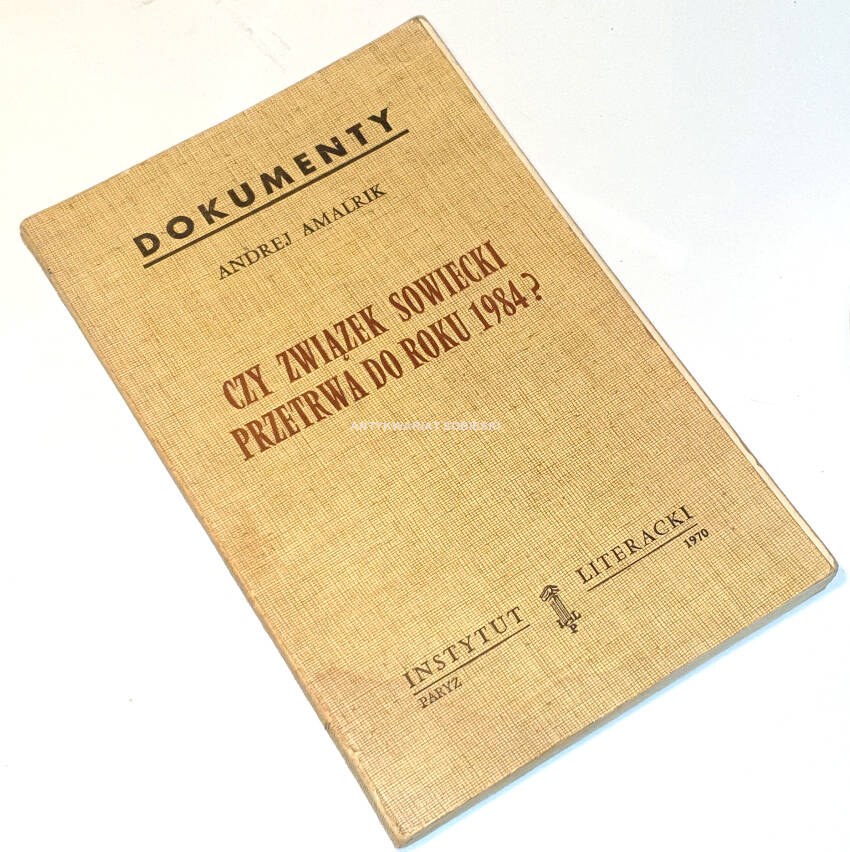 DOKUMENTY
ANDREJ AMALRIK
CZY ZWIĄZEK SOWIECKI
PRZETRWA DO ROKU 1984?
ANTYKWARIAT SOBIESKI
INSTYTUT LITERACKI
PARYŻ 1970
I L
P